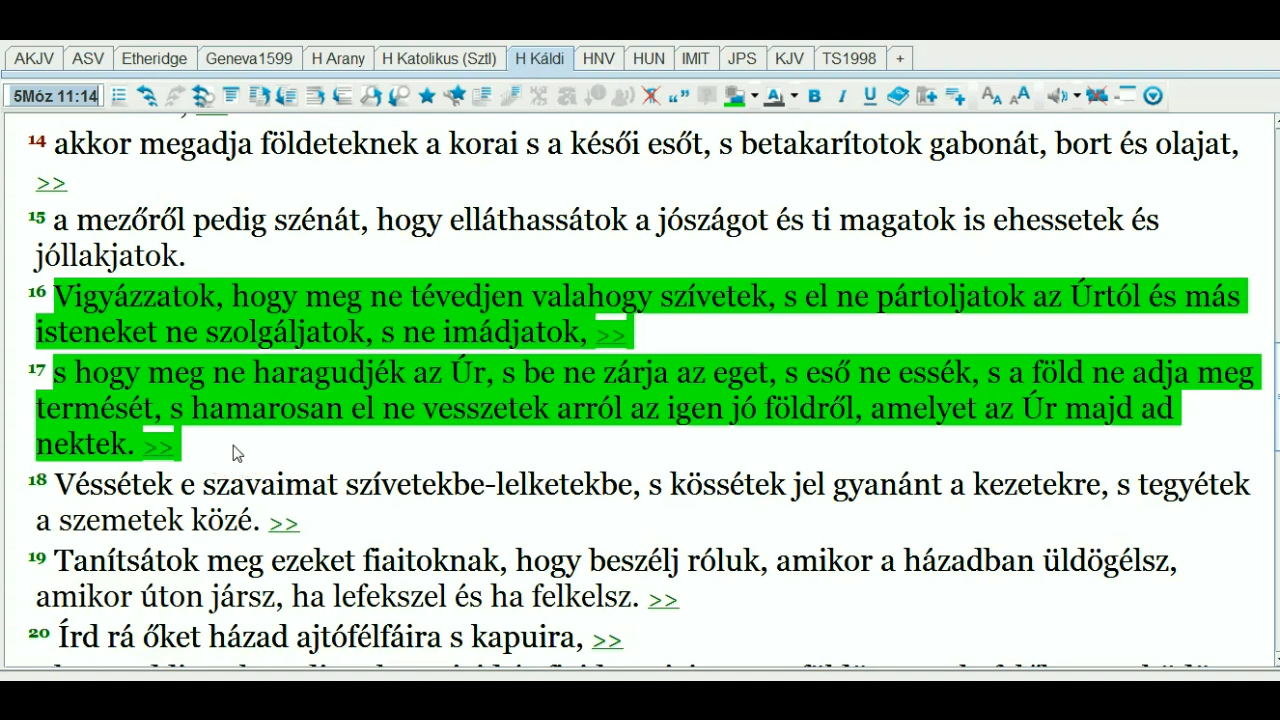 AKJV ASV Etheridge Geneva1599 H Arany H Katolikus (Sztl) H Káldi HNV HUN IMIT JPS KJV TS1998 +
5Móz 11:14
14 akkor megadja földeteknek a korai s a késői esőt, s betakarítotok gabonát, bort és olajat,
>>
15 a mezőről pedig szénát, hogy elláthassátok a jószágot és ti magatok is ehessetek és
jóllakjatok.
16 Vigyázzatok, hogy meg ne tévedjen valahogy szívetek, s el ne pártoljatok az Úrtól és más
isteneket ne szolgáljatok, s ne imádjatok, >>
17 s hogy meg ne haragudjék az Úr, s be ne zárja az eget, s eső ne essék, s a föld ne adja meg
termését, s hamarosan el ne vesszetek arról az igen jó földről, amelyet az Úr majd ad
nektek. >>
18 Véssétek e szavaimat szívetekbe-lelketekbe, s kössétek jel gyanánt a kezetekre, s tegyétek
a szemetek közé. >>
19 Tanítsátok meg ezeket fiaitoknak, hogy beszélj róluk, amikor a házadban üldögélsz,
amikor úton jársz, ha lefekszel és ha felkelsz. >>
20 Írd rá őket házad ajtófélfáira s kapuira, >>